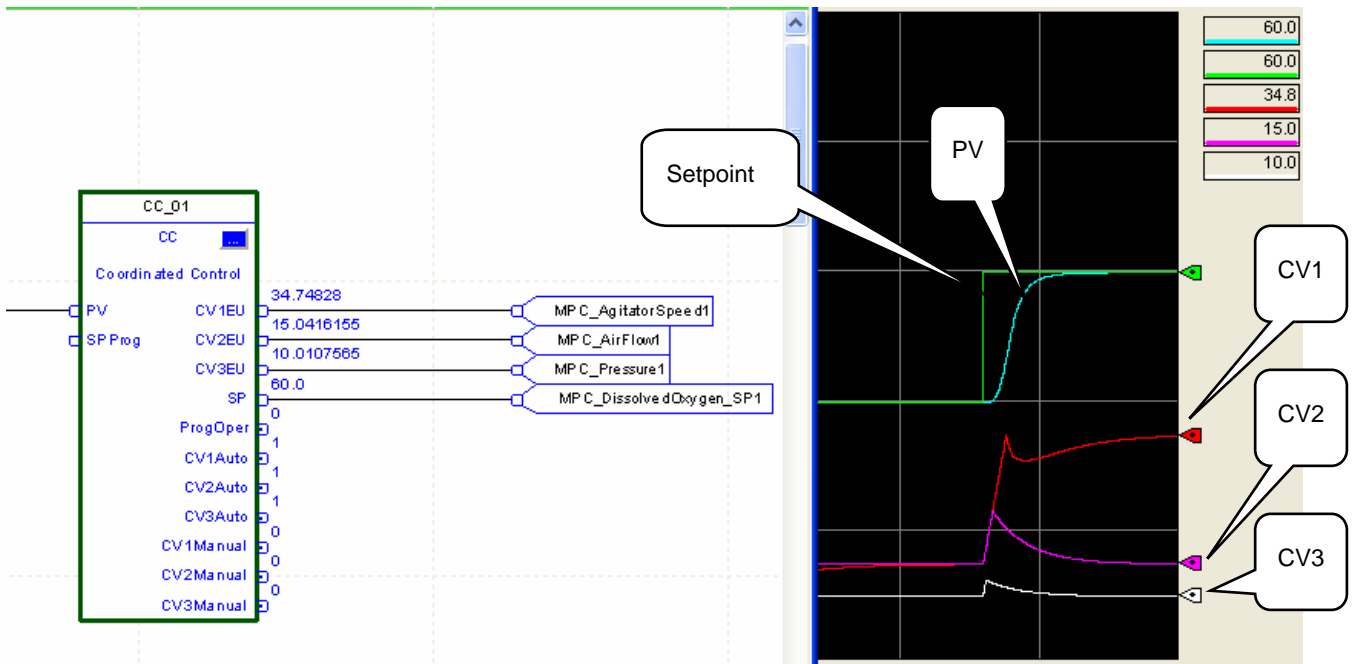 CC_01
CC
...
Coordinated Control
PV
SPProg
CV1EU
CV2EU
CV3EU
SP
ProgOper
CV1Auto
CV2Auto
CV3Auto
CV1Manual
CV2Manual
CV3Manual
34.74828
15.0416155
10.0107565
60.0
0
1
1
1
0
0
0
MPC_AgitatorSpeed1
MPC_AirFlow1
MPC_Pressure1
MPC_DissolvedOxygen_SP1
Setpoint
PV
60.0
60.0
34.8
15.0
10.0
CV1
CV2
CV3